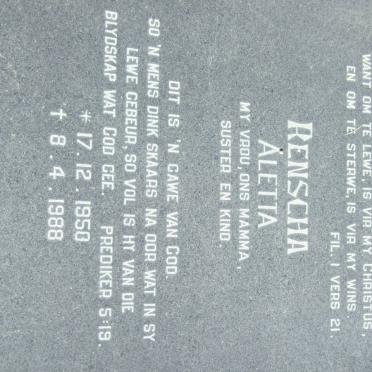 WANT OM TE LEWE, IS VIR MY CHRISTUS,
EN OM TE STERWE, IS VIR MY WINS
FIL. 1 VERS 21.
RENSCHA
ALETTA
MY VROU, ONS MAMMA,
SUSTER EN KIND.
DIT IS 'N GAWE VAN GOD.
SO 'N MENS DINK SKAARS NA OOR WAT IN SY
LEWE GEBEUR, SO VOL IS HY VAN DIE
BLYDSKAP WAT GOD GEE. PREDIKER 5:19.
* 17. 12. 1950
† 8. 4. 1988